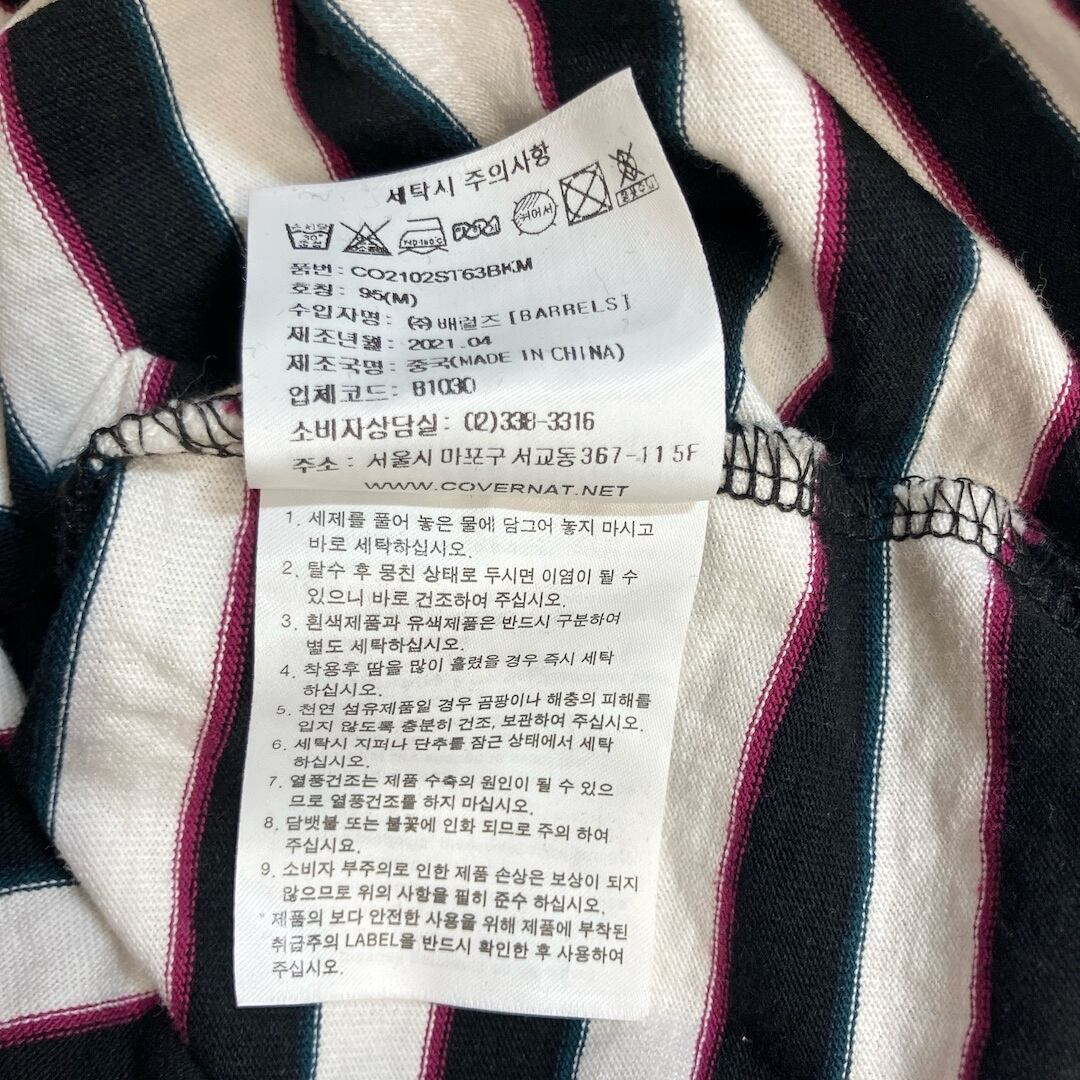 세탁시 주의사항
손세탁
30°
중성
염소표백
ND 180°C
뉘어서
드라이
품번: CO2102ST63BKM
호칭: 95(M)
수입자명: ㈜배럴즈 [BARRELS]
제조년월: 2021.04
제조국명: 중국(MADE IN CHINA)
업체코드: B1030
소비자상담실: (02)338-3316
주소: 서울시 마포구 서교동 367-11 5F
WWW.COVERNAT.NET
1. 세제를 풀어 놓은 물에 담그어 놓지 마시고
바로 세탁하십시오.
2. 탈수 후 뭉친 상태로 두시면 이염이 될 수
있으니 바로 건조하여 주십시오.
3. 흰색제품과 유색제품은 반드시 구분하여
별도 세탁하십시오.
4. 착용후 땀을 많이 흘렸을 경우 즉시 세탁
하십시오.
5. 천연 섬유제품일 경우 곰팡이나 해충의 피해를
입지 않도록 충분히 건조, 보관하여 주십시오.
6. 세탁시 지퍼나 단추를 잠근 상태에서 세탁
하십시오.
7. 열풍건조는 제품 수축의 원인이 될 수 있으
므로 열풍건조를 하지 마십시오.
8. 담뱃불 또는 불꽃에 인화 되므로 주의 하여
주십시요.
9. 소비자 부주의로 인한 제품 손상은 보상이 되지
않으므로 위의 사항을 필히 준수 하십시오.
*제품의 보다 안전한 사용을 위해 제품에 부착된
취급주의 LABEL을 반드시 확인한 후 사용하여
주십시오.